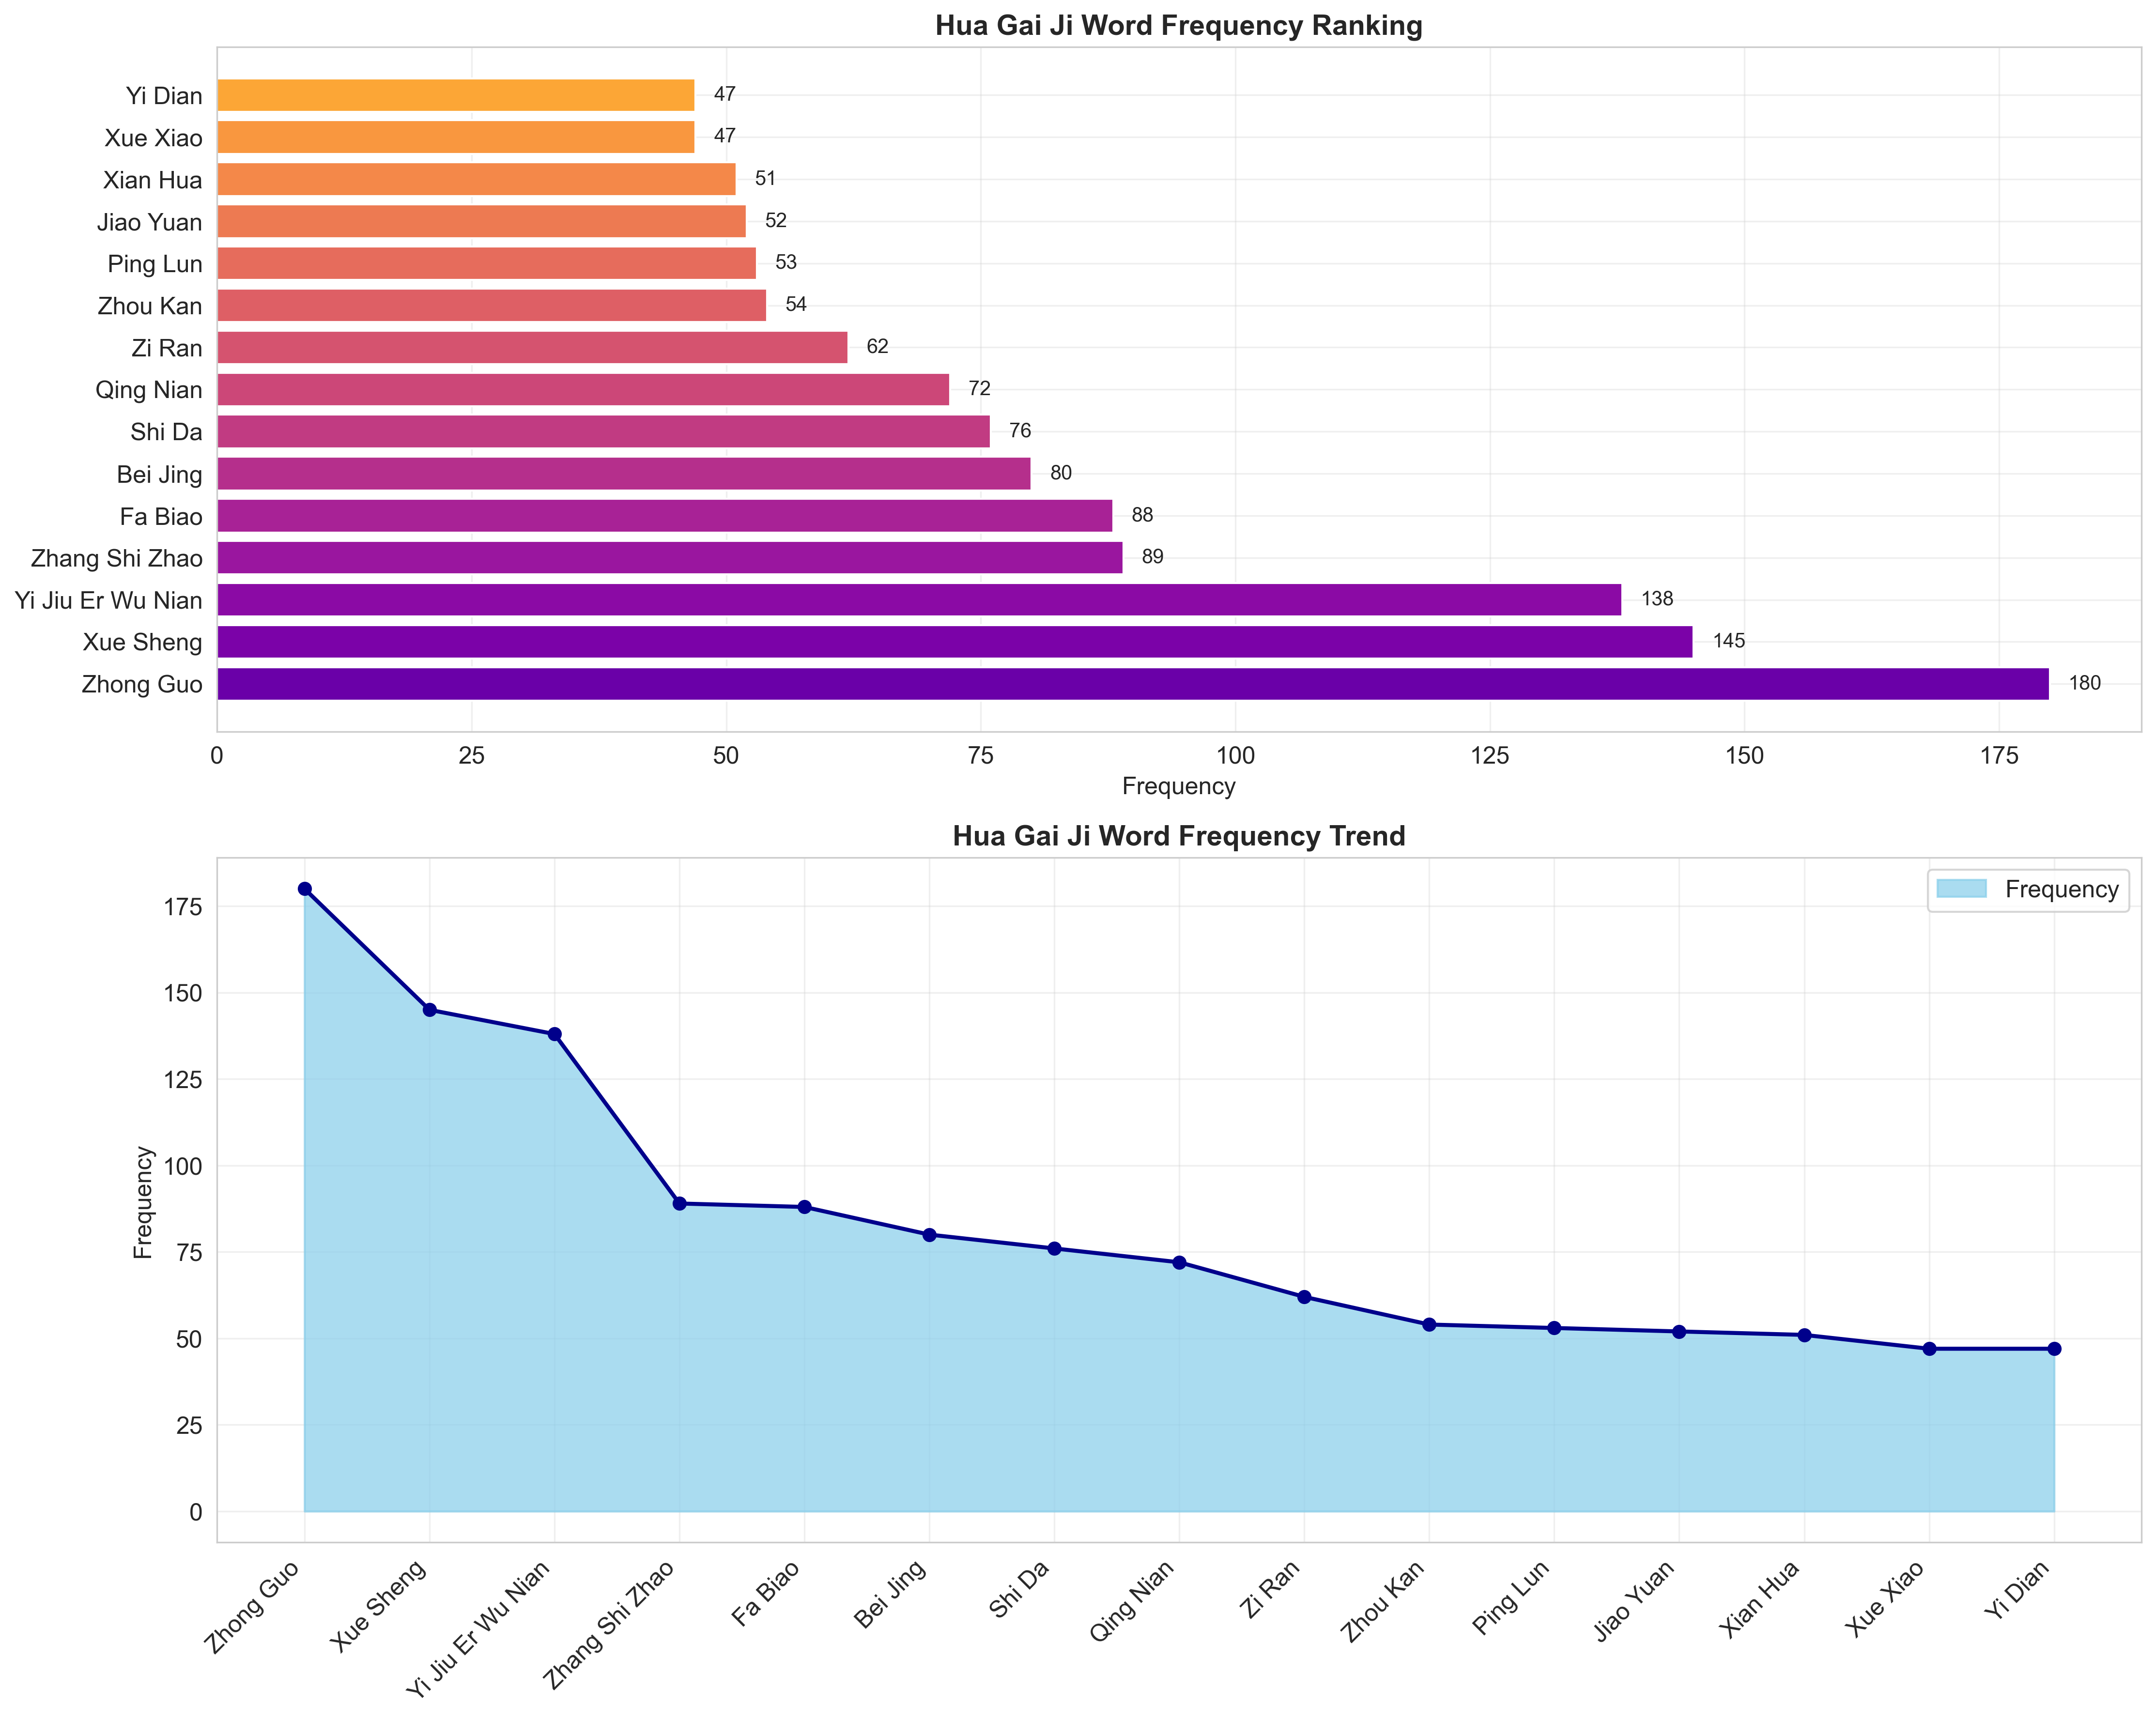 Hua Gai Ji Word Frequency Ranking
Yi Dian 47
Xue Xiao 47
Xian Hua 51
Jiao Yuan 52
Ping Lun 53
Zhou Kan 54
Zi Ran 62
Qing Nian 72
Shi Da 76
Bei Jing 80
Fa Biao 88
Zhang Shi Zhao 89
Yi Jiu Er Wu Nian 138
Xue Sheng 145
Zhong Guo 180
0 25 50 75 100 125 150 175
Frequency
Hua Gai Ji Word Frequency Trend
Frequency
175
150
125
100
75
50
25
0
Frequency
Zhong Guo
Xue Sheng
Yi Jiu Er Wu Nian
Zhang Shi Zhao
Fa Biao
Bei Jing
Shi Da
Qing Nian
Zi Ran
Zhou Kan
Ping Lun
Jiao Yuan
Xian Hua
Xue Xiao
Yi Dian